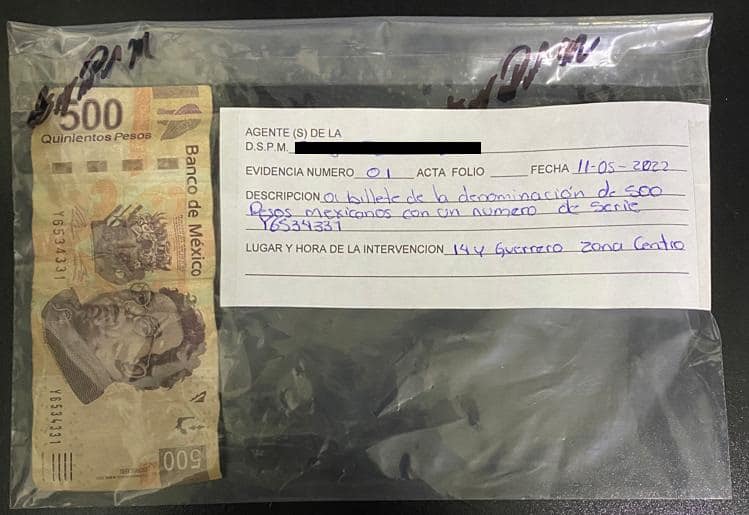 500
Quinientos Pesos
Banco de México
Y6534331
Y6534331
500
AGENTE (S) DE LA
D.S.P.M.
EVIDENCIA NUMERO 01 ACTA FOLIO FECHA 11-05-2022
DESCRIPCION 01 billete de la denominación de 500
Pesos mexicanos con un numero de serie
Y6534331
LUGAR Y HORA DE LA INTERVENCION 14 y Guerrero Zona Centro